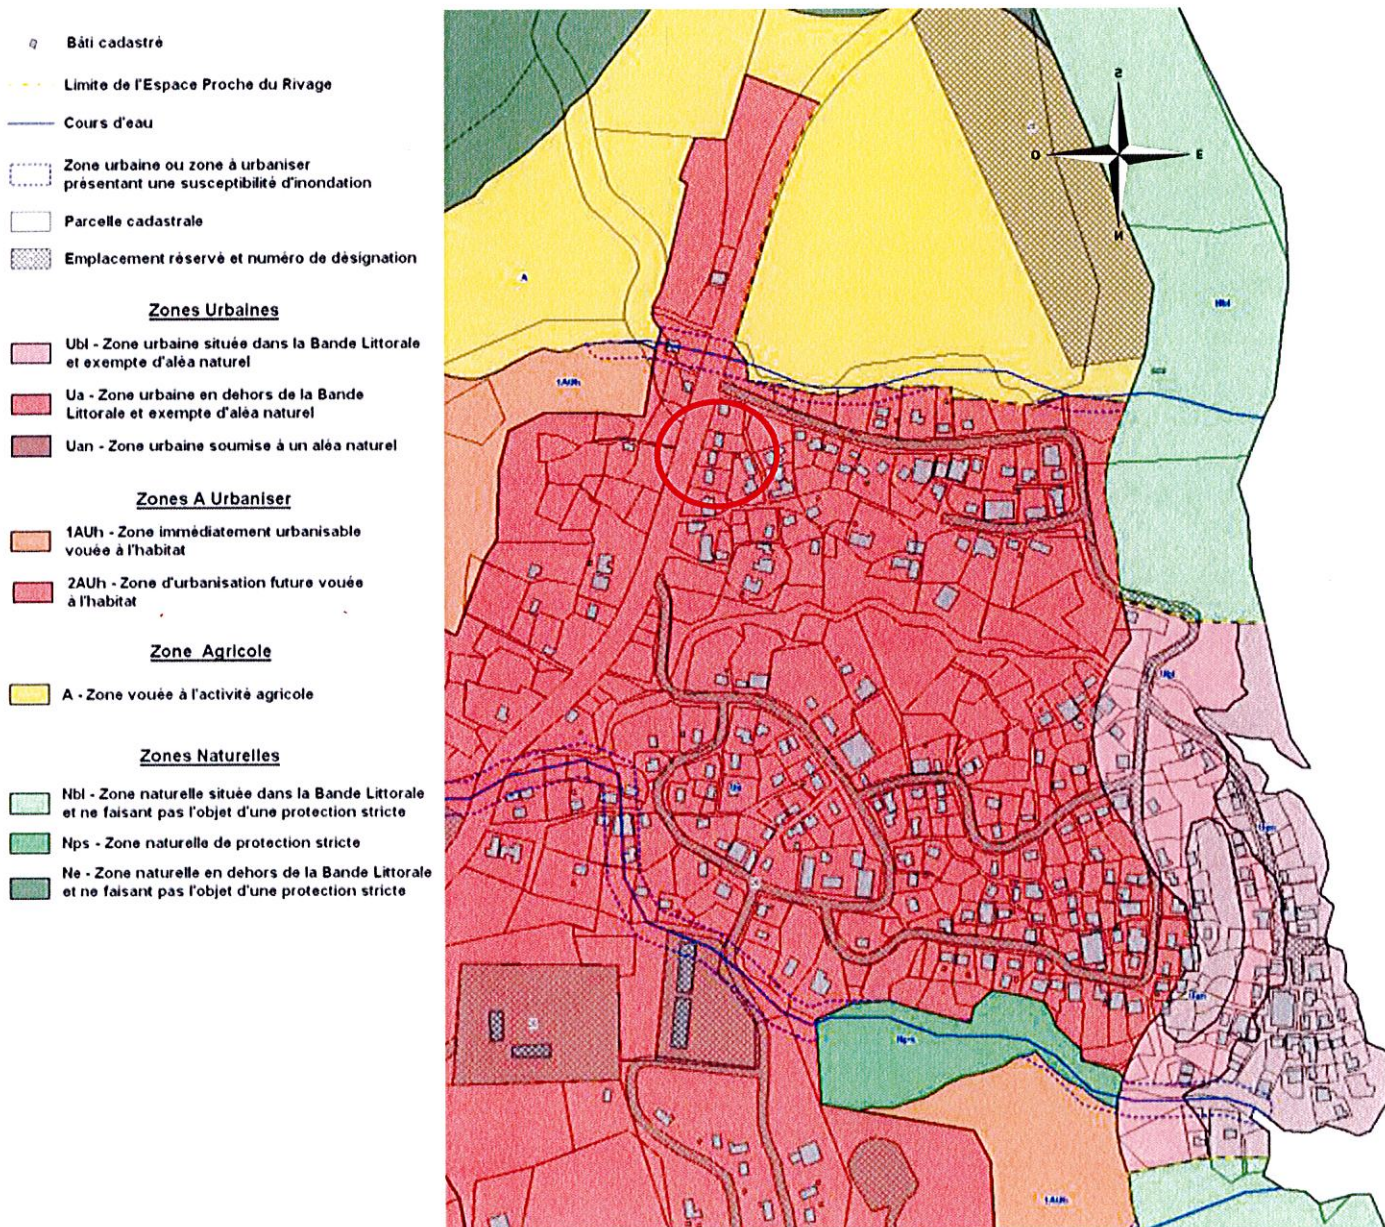 Bâti cadastré
Limite de l'Espace Proche du Rivage
Cours d'eau
Zone urbaine ou zone à urbaniser
présentant une susceptibilité d'inondation
Parcelle cadastrale
Emplacement réservé et numéro de désignation
Zones Urbaines
Ubl - Zone urbaine située dans la Bande Littorale
et exempte d'aléa naturel
Ua - Zone urbaine en dehors de la Bande
Littorale et exempte d'aléa naturel
Uan - Zone urbaine soumise à un aléa naturel
Zones A Urbaniser
1AUh - Zone immédiatement urbanisable
vouée à l'habitat
2AUh - Zone d'urbanisation future vouée
à l'habitat
Zone Agricole
A - Zone vouée à l'activité agricole
Zones Naturelles
Nbl - Zone naturelle située dans la Bande Littorale
et ne faisant pas l'objet d'une protection stricte
Nps - Zone naturelle de protection stricte
Ne - Zone naturelle en dehors de la Bande Littorale
et ne faisant pas l'objet d'une protection stricte
S
O
E
N
A
Nbl
1AUh
Ubl
Ua
Uan
Nps
1AUh